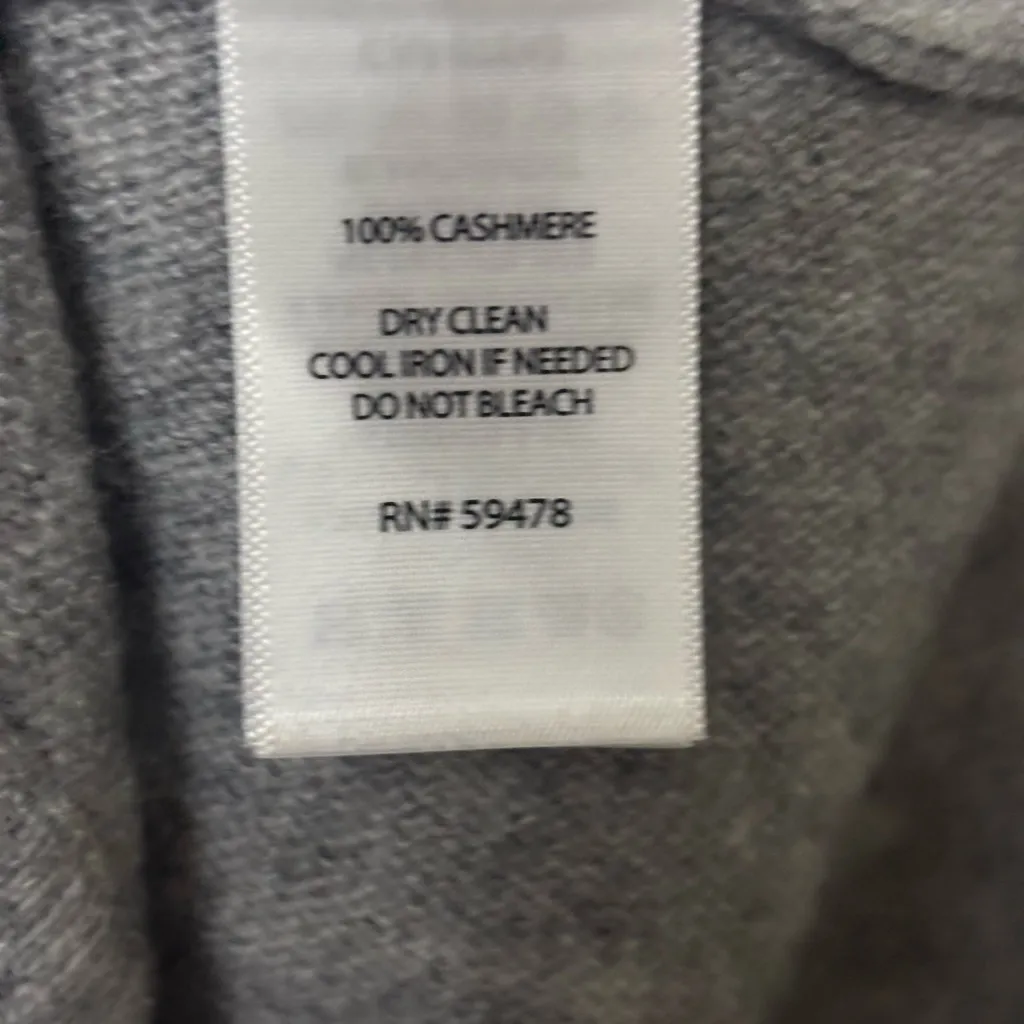 100% CASHMERE
DRY CLEAN
COOL IRON IF NEEDED
DO NOT BLEACH
RN# 59478